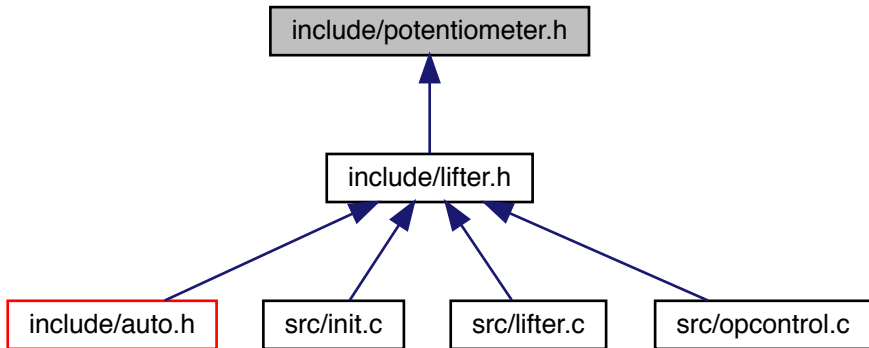 include/potentiometer.h
include/lifter.h
include/auto.h
src/init.c
src/lifter.c
src/opcontrol.c